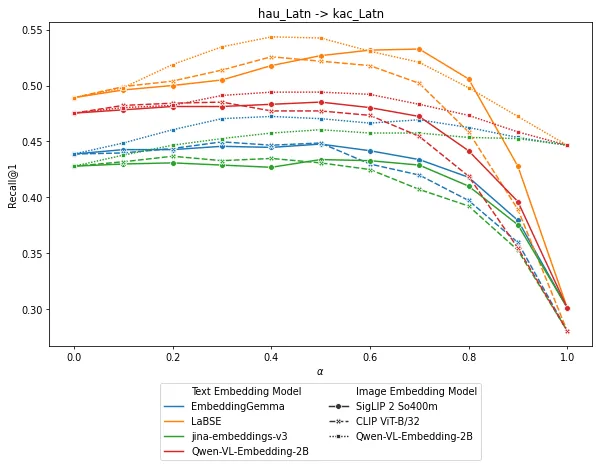 hau_Latn -> kac_Latn
Recall@1
0.55
0.50
0.45
0.40
0.35
0.30
0.0
0.2
0.4
0.6
0.8
1.0
α
Text Embedding Model
EmbeddingGemma
LaBSE
jina-embeddings-v3
Qwen-VL-Embedding-2B
Image Embedding Model
SigLIP 2 So400m
CLIP ViT-B/32
Qwen-VL-Embedding-2B